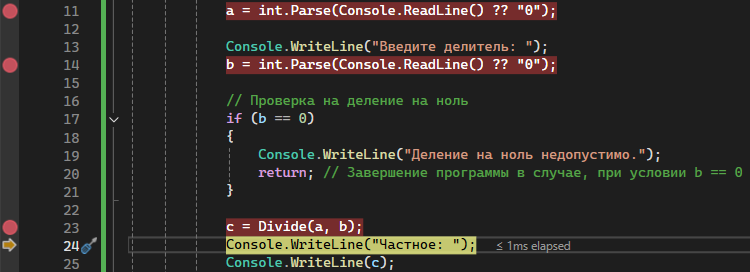 11 a = int.Parse(Console.ReadLine() ?? "0");
12
13 Console.WriteLine("Введите делитель: ");
14 b = int.Parse(Console.ReadLine() ?? "0");
15
16 // Проверка на деление на ноль
17 if (b == 0)
18 {
19 Console.WriteLine("Деление на ноль недопустимо.");
20 return; // Завершение программы в случае, при условии b == 0
21 }
22
23 c = Divide(a, b);
24 Console.WriteLine("Частное: "); ≤ 1ms elapsed
25 Console.WriteLine(c);